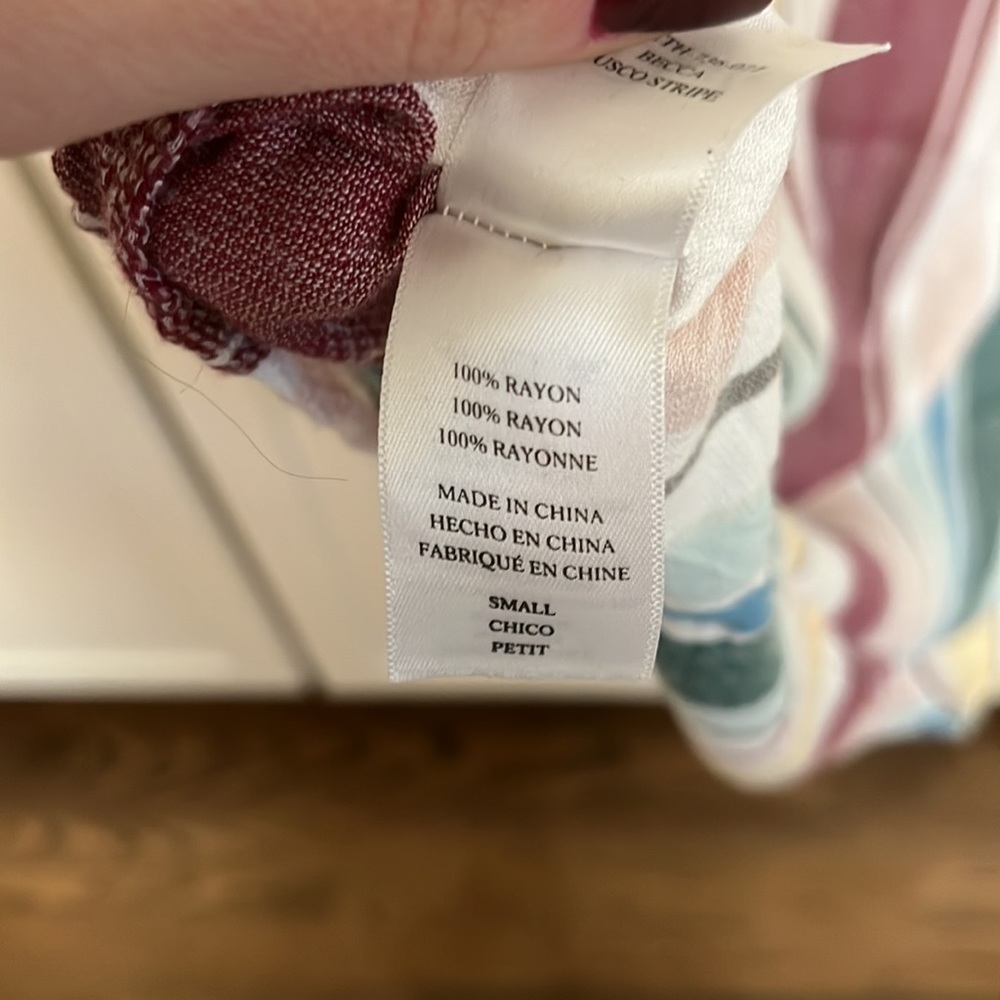 BECCA
STRIPE
100% RAYON
100% RAYON
100% RAYONNE
MADE IN CHINA
HECHO EN CHINA
FABRIQUÉ EN CHINE
SMALL
CHICO
PETIT